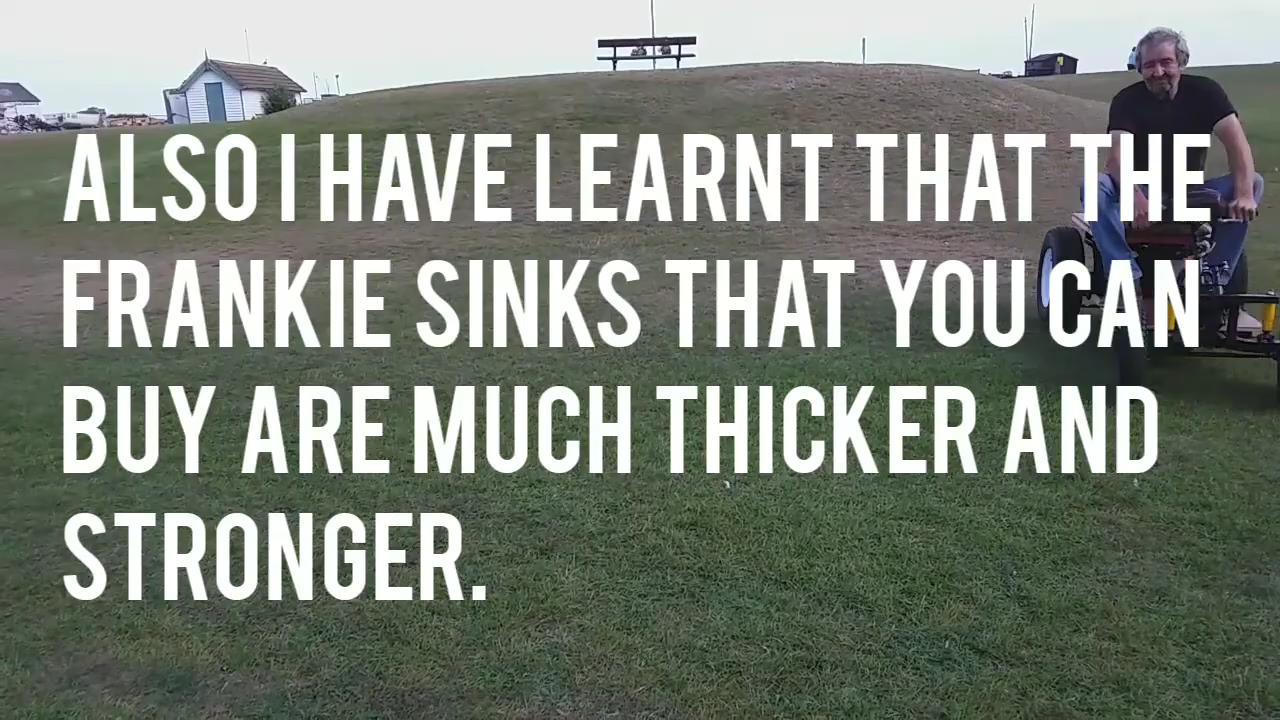 ALSO I HAVE LEARNT THAT THE
FRANKIE SINKS THAT YOU CAN
BUY ARE MUCH THICKER AND
STRONGER.